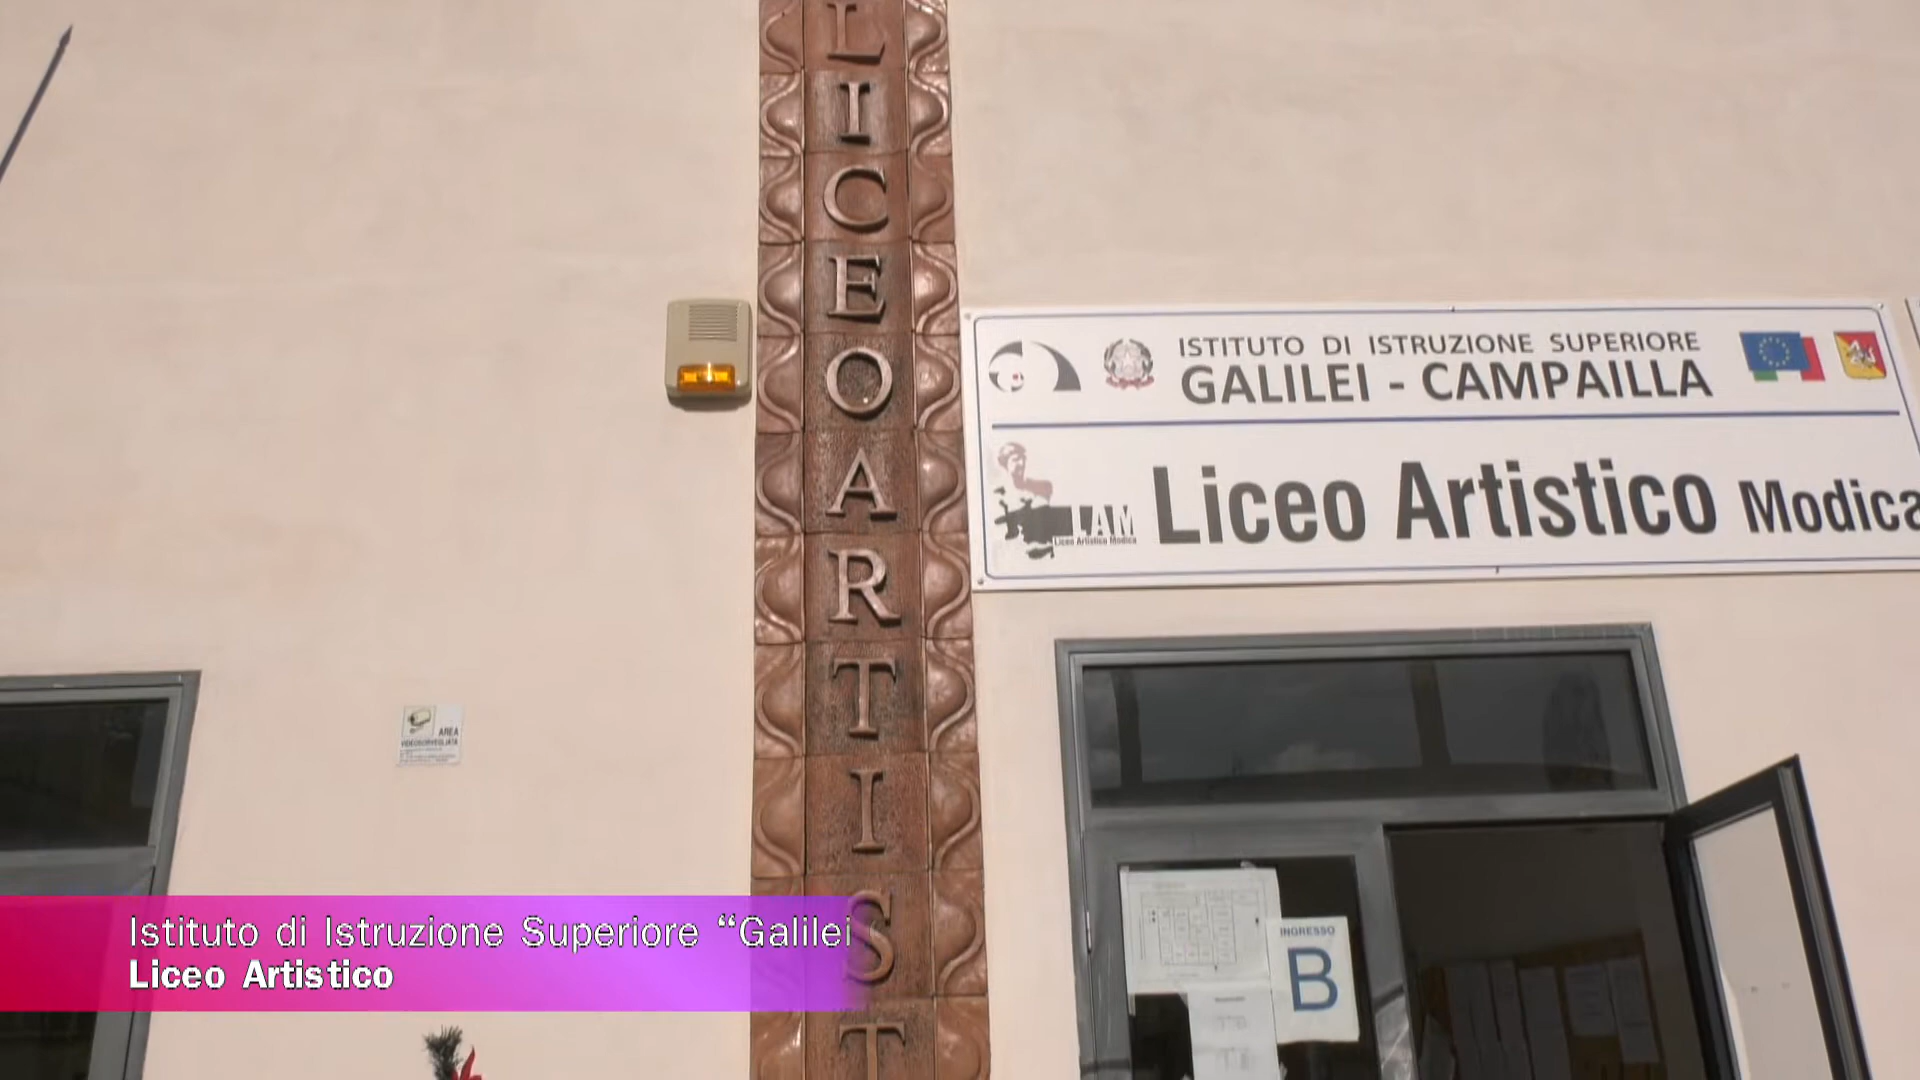 LICEO ARTIST
ISTITUTO DI ISTRUZIONE SUPERIORE
GALILEI - CAMPAILLA
LAM
Liceo Artistico Modica
Liceo Artistico Modica
AREA
VIDEOSORVEGLIATA
INGRESSO
B
Istituto di Istruzione Superiore “Galilei
Liceo Artistico